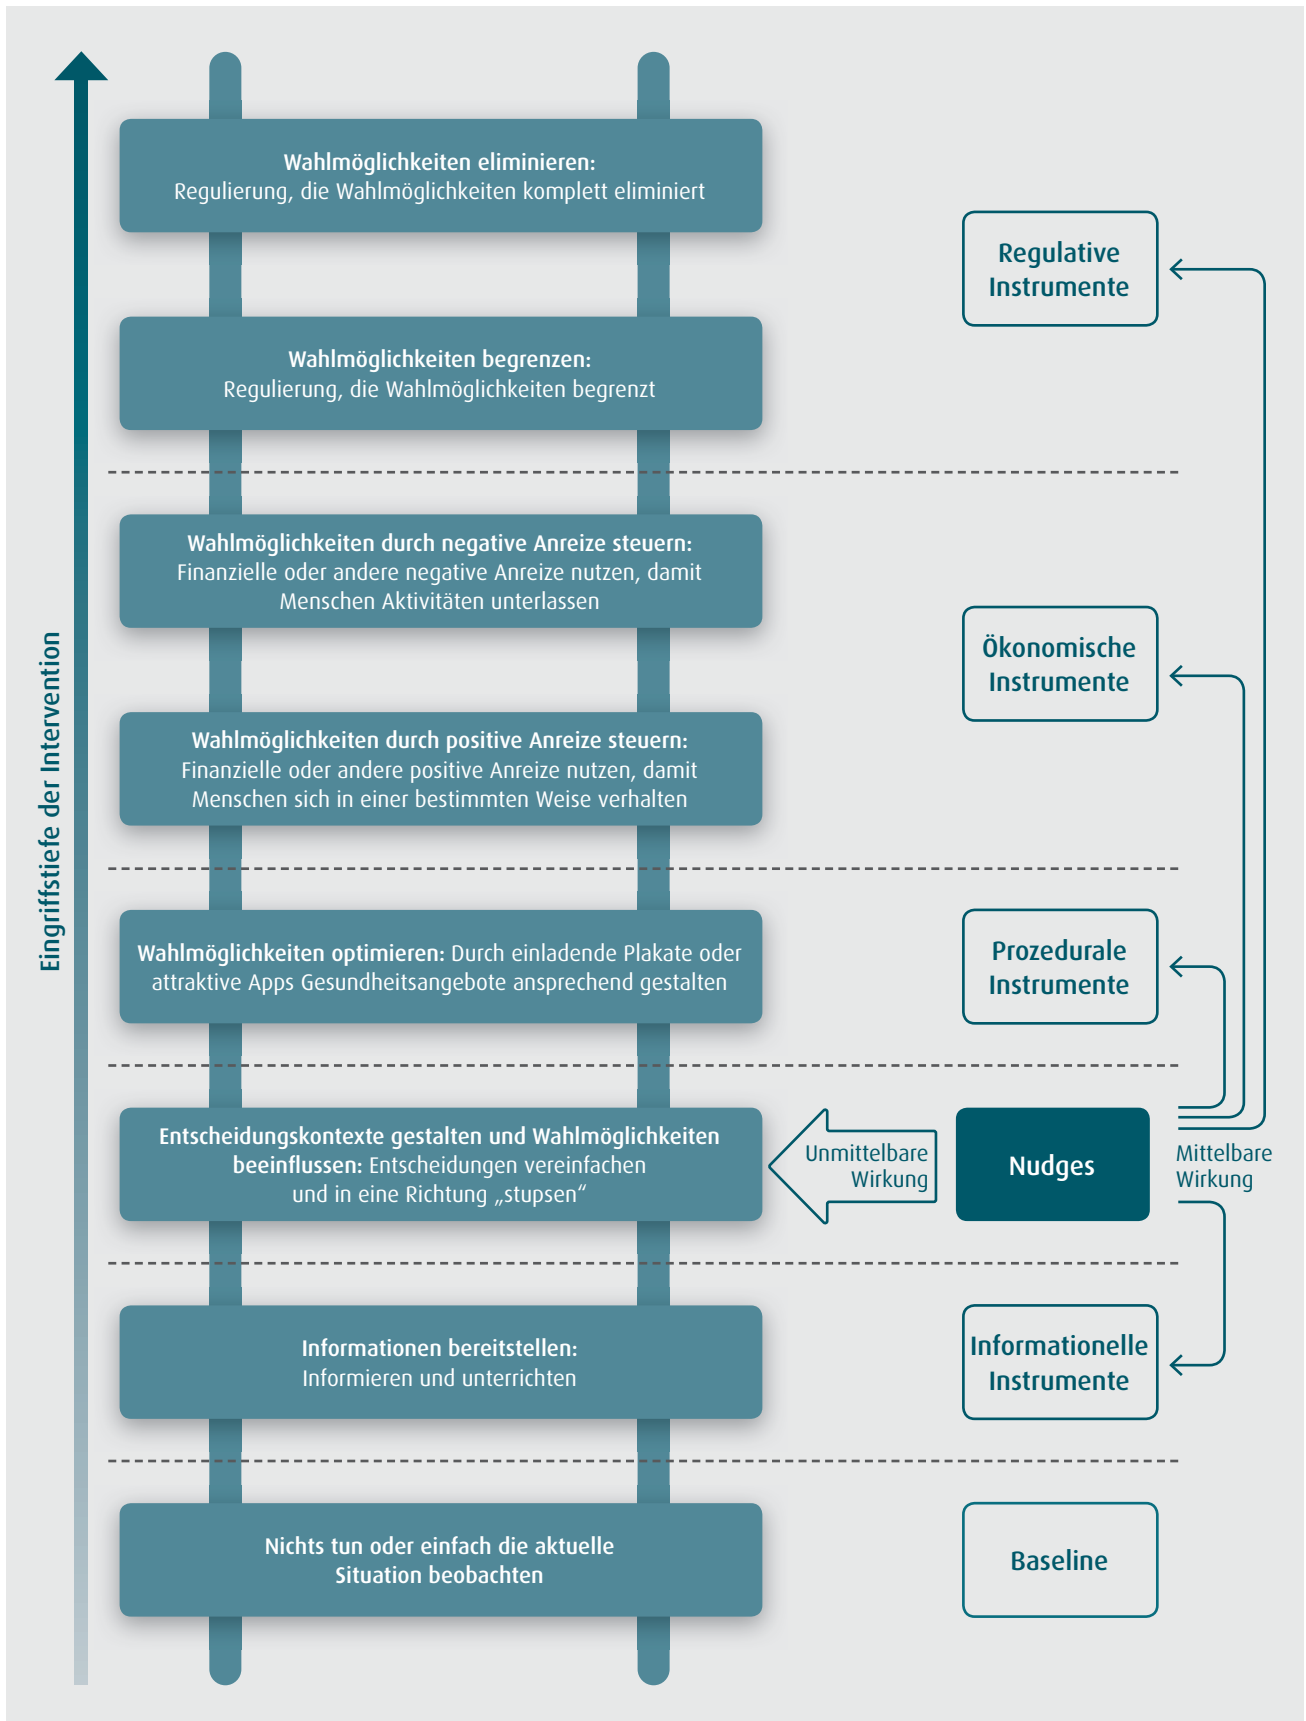 Eingriffstiefe der Intervention
Wahlmöglichkeiten eliminieren:
Regulierung, die Wahlmöglichkeiten komplett eliminiert
Wahlmöglichkeiten begrenzen:
Regulierung, die Wahlmöglichkeiten begrenzt
Regulative
Instrumente
Wahlmöglichkeiten durch negative Anreize steuern:
Finanzielle oder andere negative Anreize nutzen, damit
Menschen Aktivitäten unterlassen
Wahlmöglichkeiten durch positive Anreize steuern:
Finanzielle oder andere positive Anreize nutzen, damit
Menschen sich in einer bestimmten Weise verhalten
Ökonomische
Instrumente
Wahlmöglichkeiten optimieren: Durch einladende Plakate oder
attraktive Apps Gesundheitsangebote ansprechend gestalten
Prozedurale
Instrumente
Entscheidungskontexte gestalten und Wahlmöglichkeiten
beeinflussen: Entscheidungen vereinfachen
und in eine Richtung „stupsen“
Unmittelbare
Wirkung
Nudges
Mittelbare
Wirkung
Informationen bereitstellen:
Informieren und unterrichten
Informationelle
Instrumente
Nichts tun oder einfach die aktuelle
Situation beobachten
Baseline